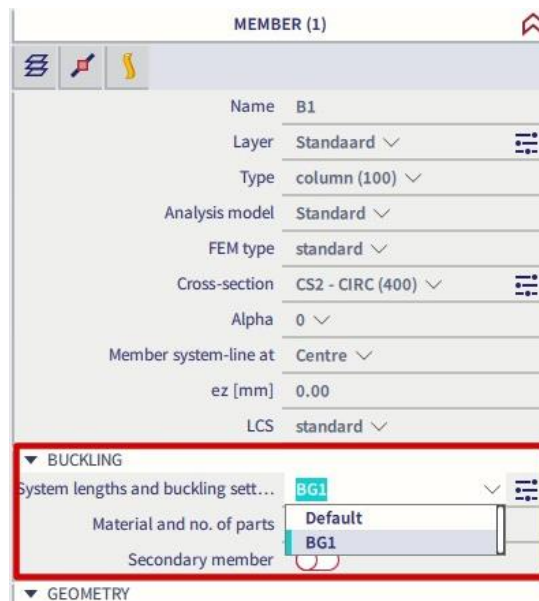 MEMBER (1)
Name B1
Layer Standaard
Type column (100)
Analysis model Standard
FEM type standard
Cross-section CS2 - CIRC (400)
Alpha 0
Member system-line at Centre
ez [mm] 0.00
LCS standard
BUCKLING
System lengths and buckling sett... BG1
Material and no. of parts Default
BG1
Secondary member
GEOMETRY